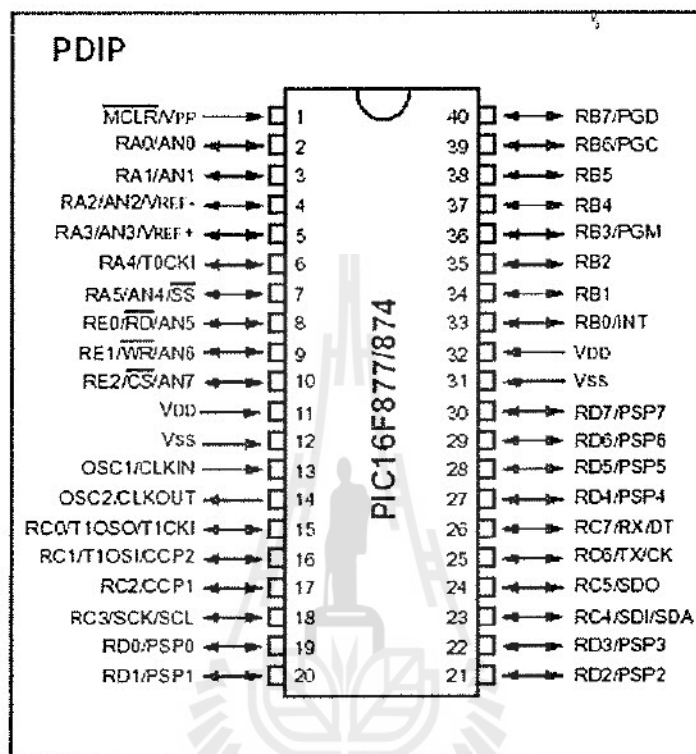 PDIP
MCLR/VPP 1 40 RB7/PGD
RA0/AN0 2 39 RB6/PGC
RA1/AN1 3 38 RB5
RA2/AN2/VREF- 4 37 RB4
RA3/AN3/VREF+ 5 36 RB3/PGM
RA4/T0CKI 6 35 RB2
RA5/AN4/SS 7 34 RB1
RE0/RD/AN5 8 33 RB0/INT
RE1/WR/AN6 9 32 VDD
RE2/CS/AN7 10 31 VSS
VDD 11 30 RD7/PSP7
VSS 12 29 RD6/PSP6
OSC1/CLKIN 13 28 RD5/PSP5
OSC2/CLKOUT 14 27 RD4/PSP4
RC0/T1OSO/T1CKI 15 26 RC7/RX/DT
RC1/T1OSI/CCP2 16 25 RC6/TX/CK
RC2/CCP1 17 24 RC5/SDO
RC3/SCK/SCL 18 23 RC4/SDI/SDA
RD0/PSP0 19 22 RD3/PSP3
RD1/PSP1 20 21 RD2/PSP2
PIC16F877/874